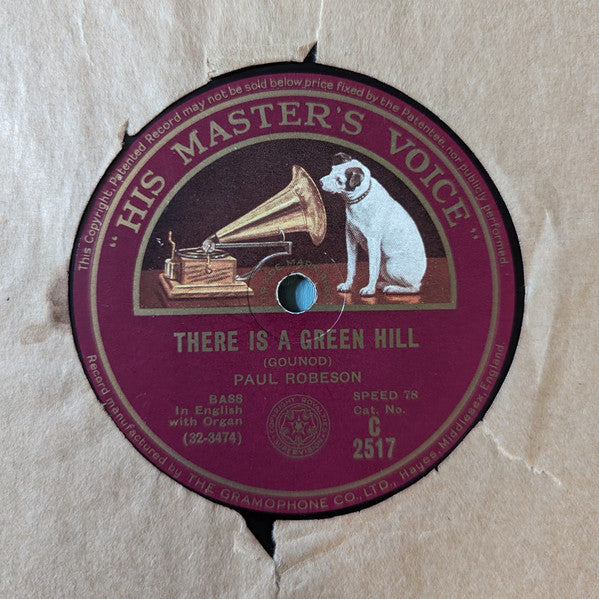 This Copyright, Patented Record may not be sold below price fixed by the Patentee, nor publicly performed
"HIS MASTER'S VOICE"
THERE IS A GREEN HILL
(GOUNOD)
PAUL ROBESON
BASS
In English
with Organ
(32-3474)
SPEED 78
Cat. No.
C
2517
Record manufactured by THE GRAMOPHONE CO., LTD., Hayes, Middlesex, England.